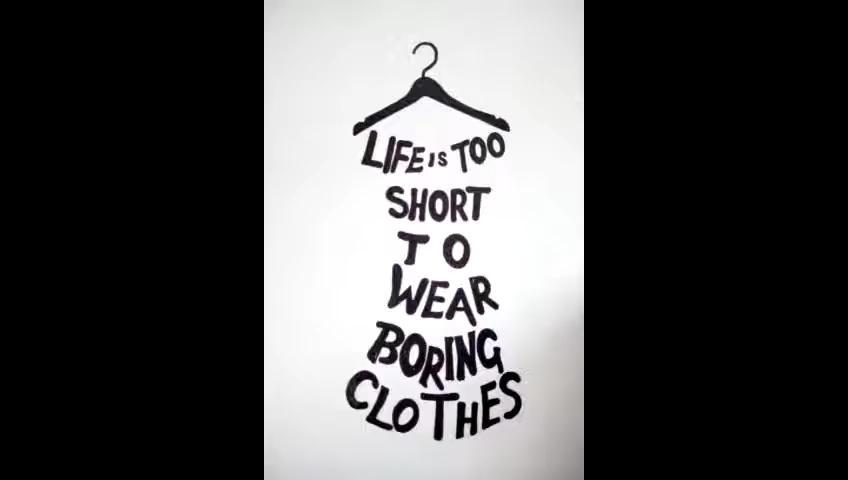 LIFE IS TOO
SHORT
TO
WEAR
BORING
CLOTHES